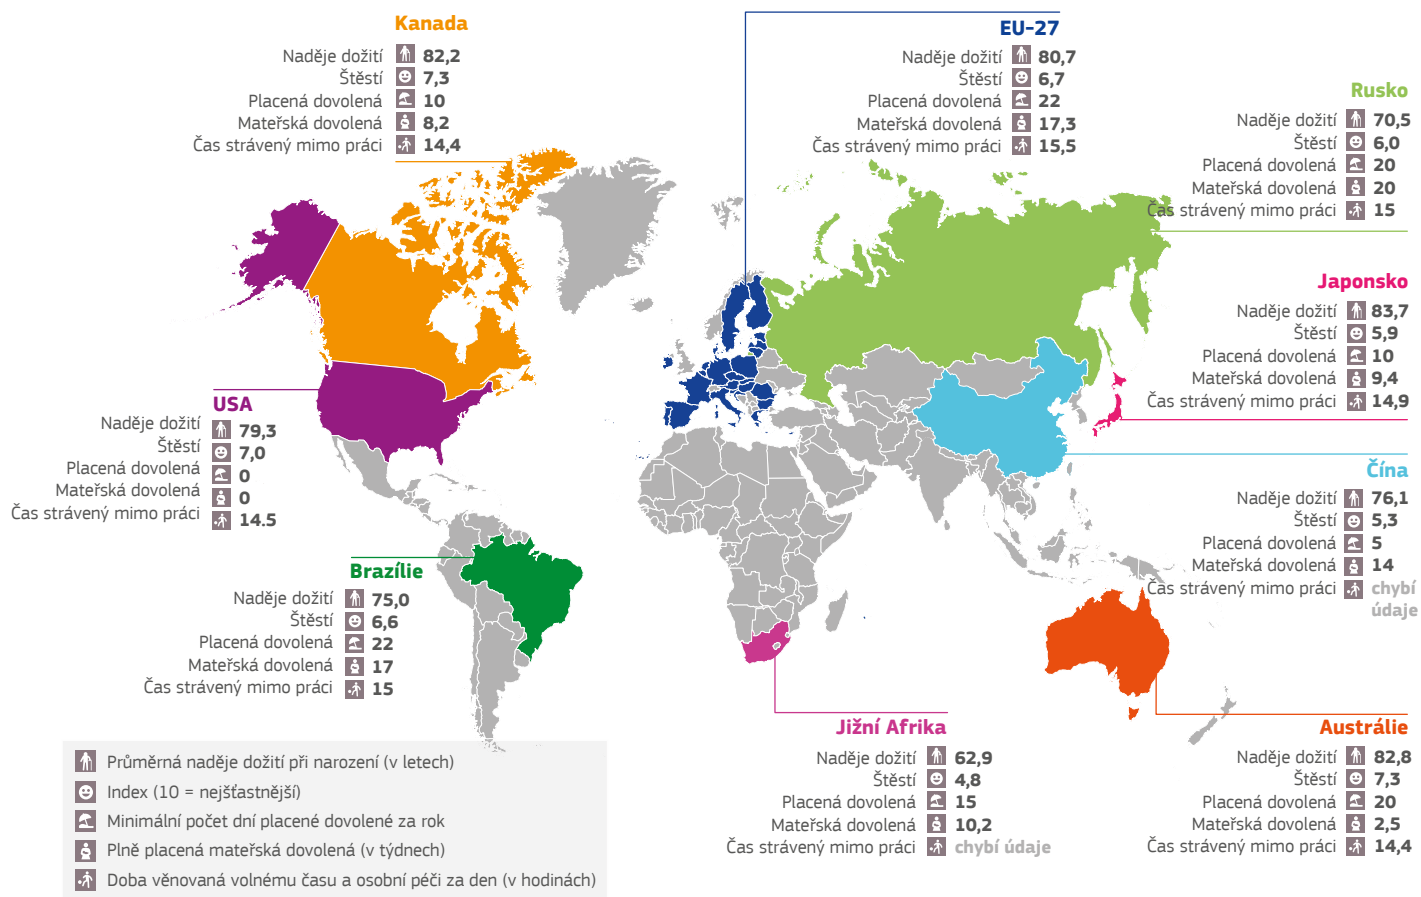 Kanada
Naděje dožití 82,2
Štěstí 7,3
Placená dovolená 10
Mateřská dovolená 8,2
Čas strávený mimo práci 14,4
EU-27
Naděje dožití 80,7
Štěstí 6,7
Placená dovolená 22
Mateřská dovolená 17,3
Čas strávený mimo práci 15,5
Rusko
Naděje dožití 70,5
Štěstí 6,0
Placená dovolená 20
Mateřská dovolená 20
Čas strávený mimo práci 15
Japonsko
Naděje dožití 83,7
Štěstí 5,9
Placená dovolená 10
Mateřská dovolená 9,4
Čas strávený mimo práci 14,9
USA
Naděje dožití 79,3
Štěstí 7,0
Placená dovolená 0
Mateřská dovolená 0
Čas strávený mimo práci 14.5
Čína
Naděje dožití 76,1
Štěstí 5,3
Placená dovolená 5
Mateřská dovolená 14
Čas strávený mimo práci chybí
údaje
Brazílie
Naděje dožití 75,0
Štěstí 6,6
Placená dovolená 22
Mateřská dovolená 17
Čas strávený mimo práci 15
Jižní Afrika
Naděje dožití 62,9
Štěstí 4,8
Placená dovolená 15
Mateřská dovolená 10,2
Čas strávený mimo práci chybí údaje
Austrálie
Naděje dožití 82,8
Štěstí 7,3
Placená dovolená 20
Mateřská dovolená 2,5
Čas strávený mimo práci 14,4
Průměrná naděje dožití při narození (v letech)
Index (10 = nejšťastnější)
Minimální počet dní placené dovolené za rok
Plně placená mateřská dovolená (v týdnech)
Doba věnovaná volnému času a osobní péči za den (v hodinách)